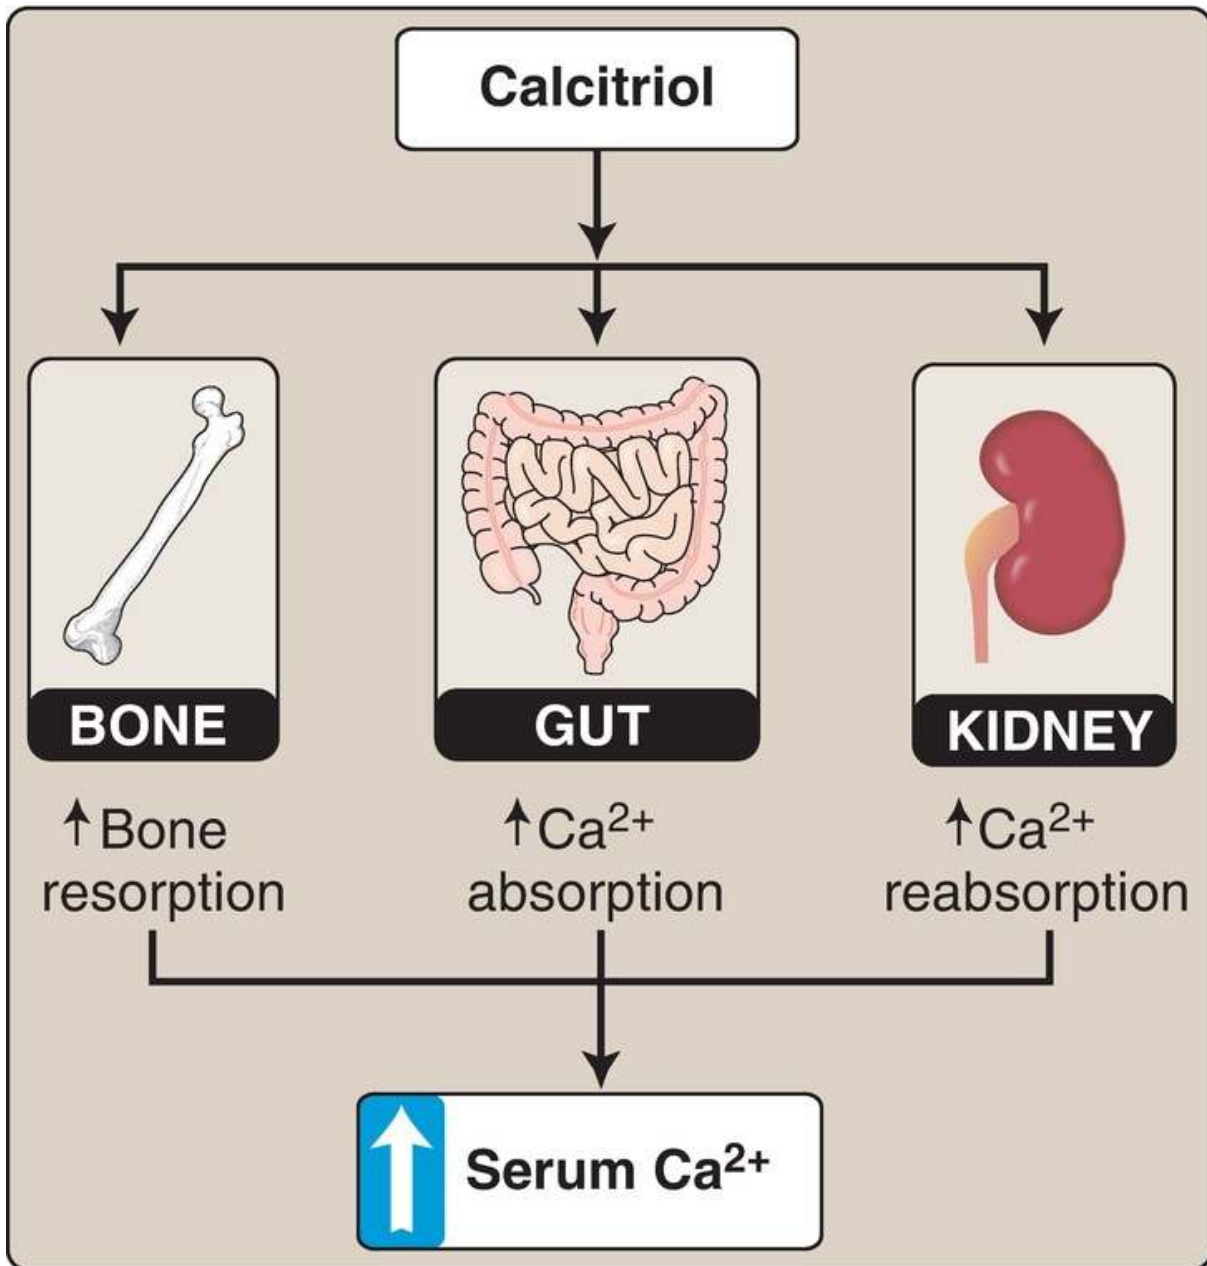 Calcitriol
BONE
GUT
KIDNEY
↑Bone
resorption
↑Ca²⁺
absorption
↑Ca²⁺
reabsorption
Serum Ca²⁺